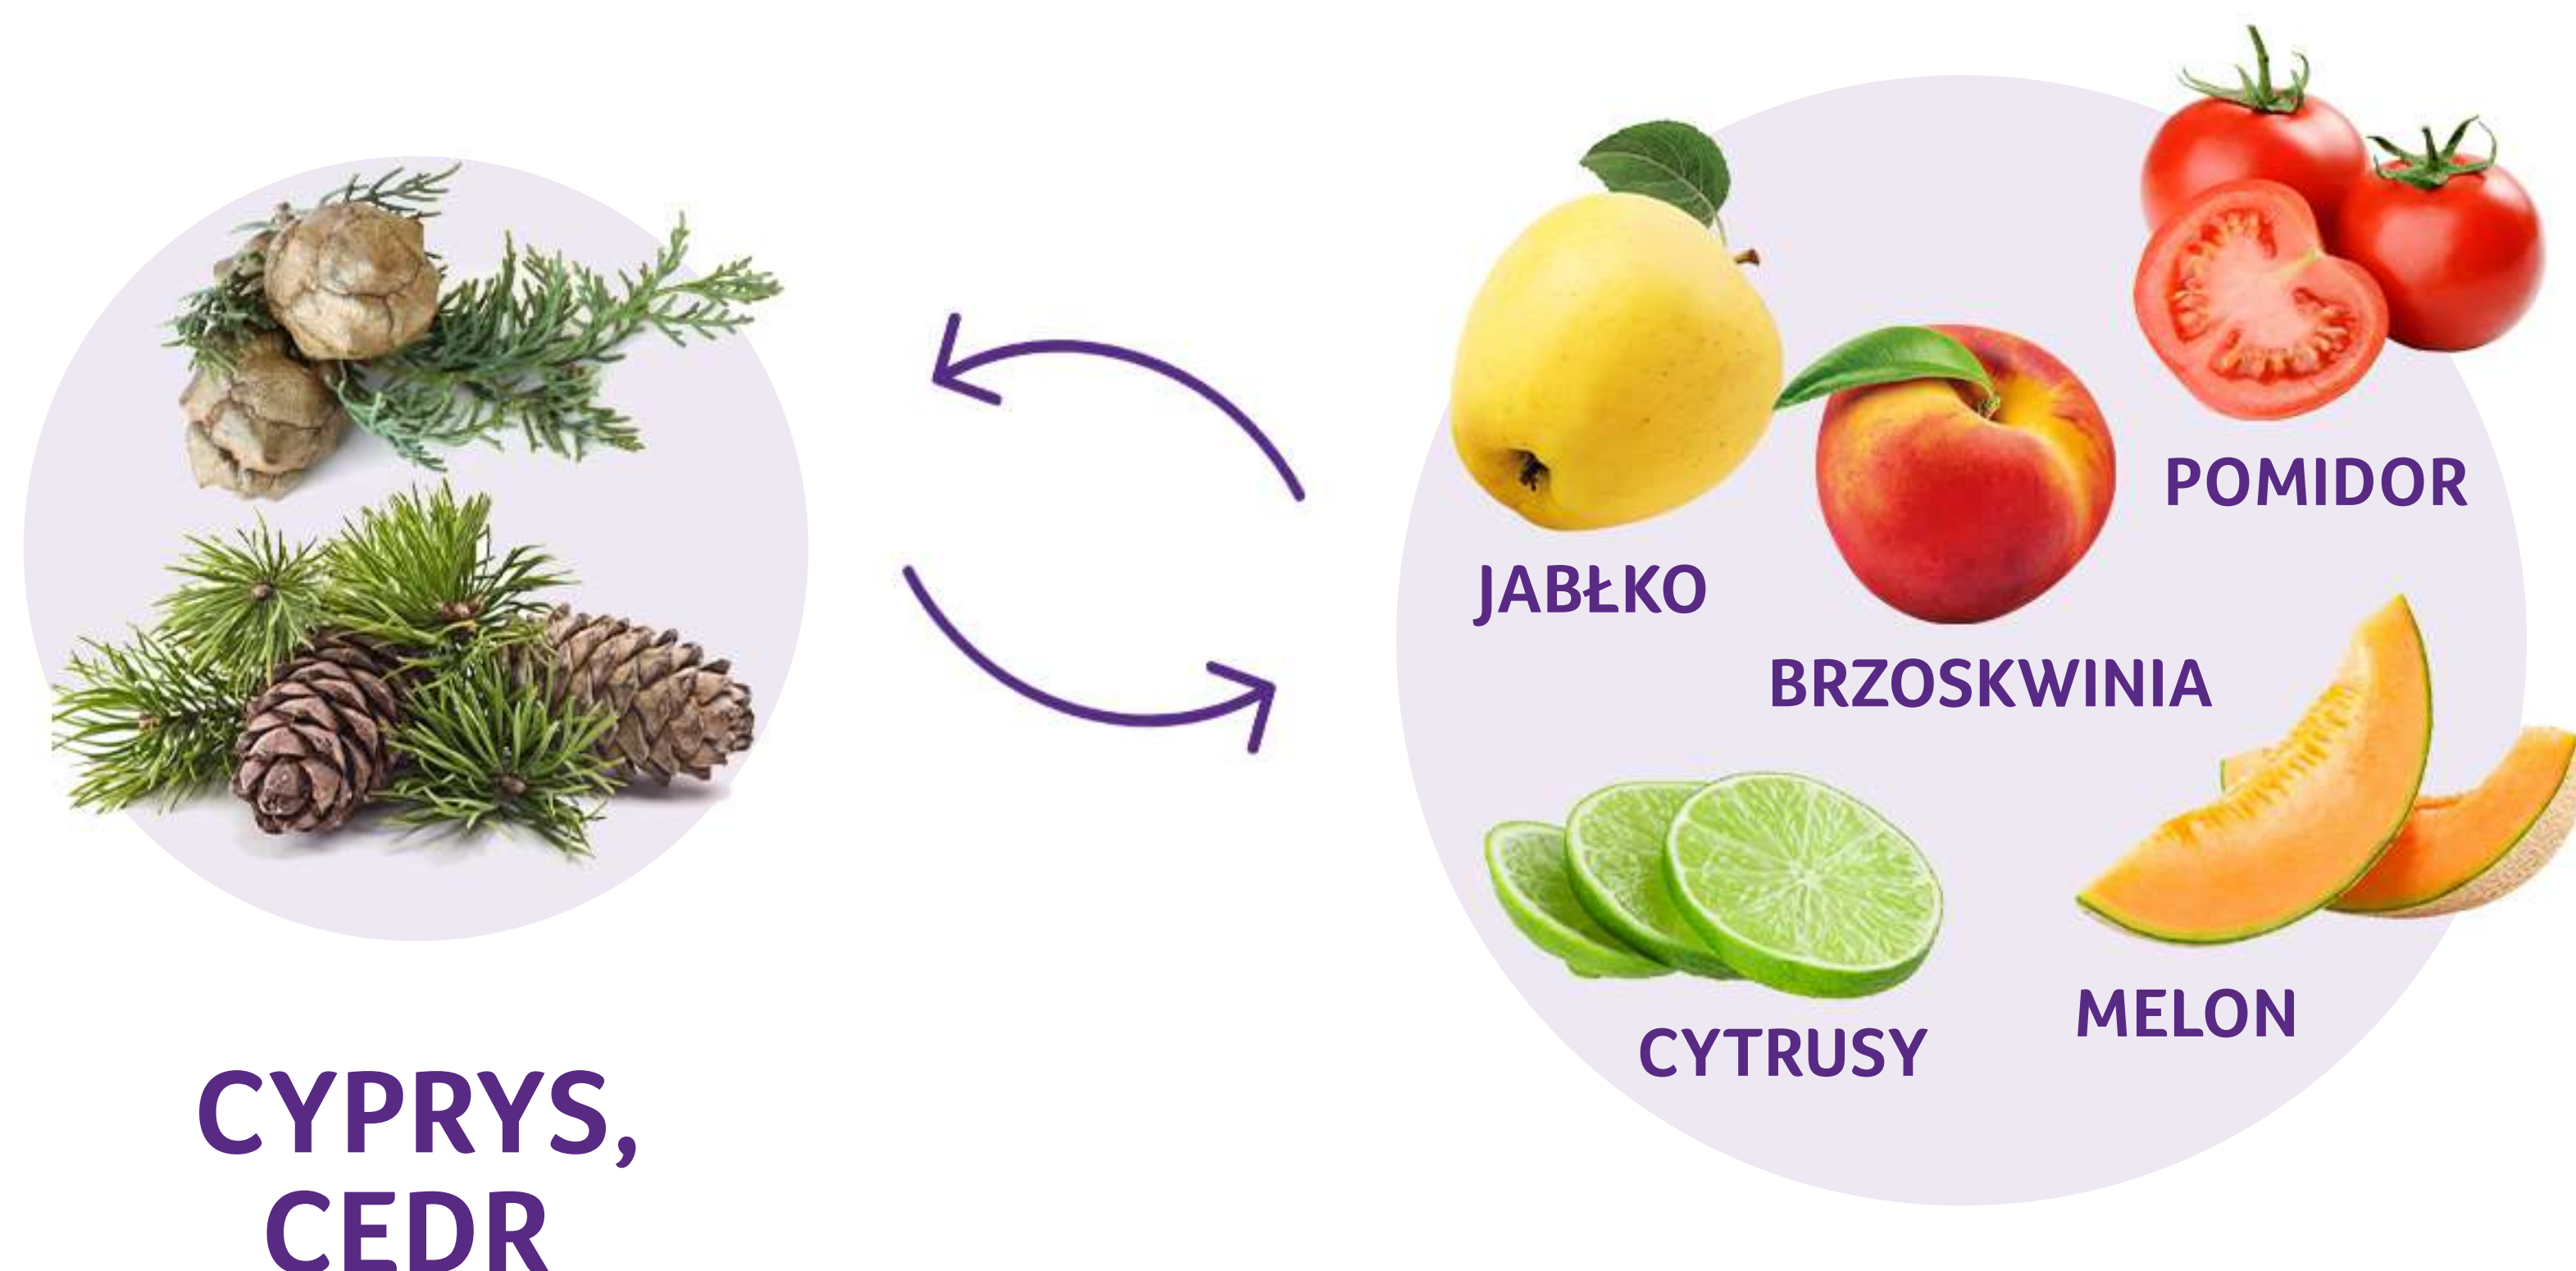 POMIDOR
JABŁKO
BRZOSKWINIA
MELON
CYTRUSY
CYPRYS,
CEDR